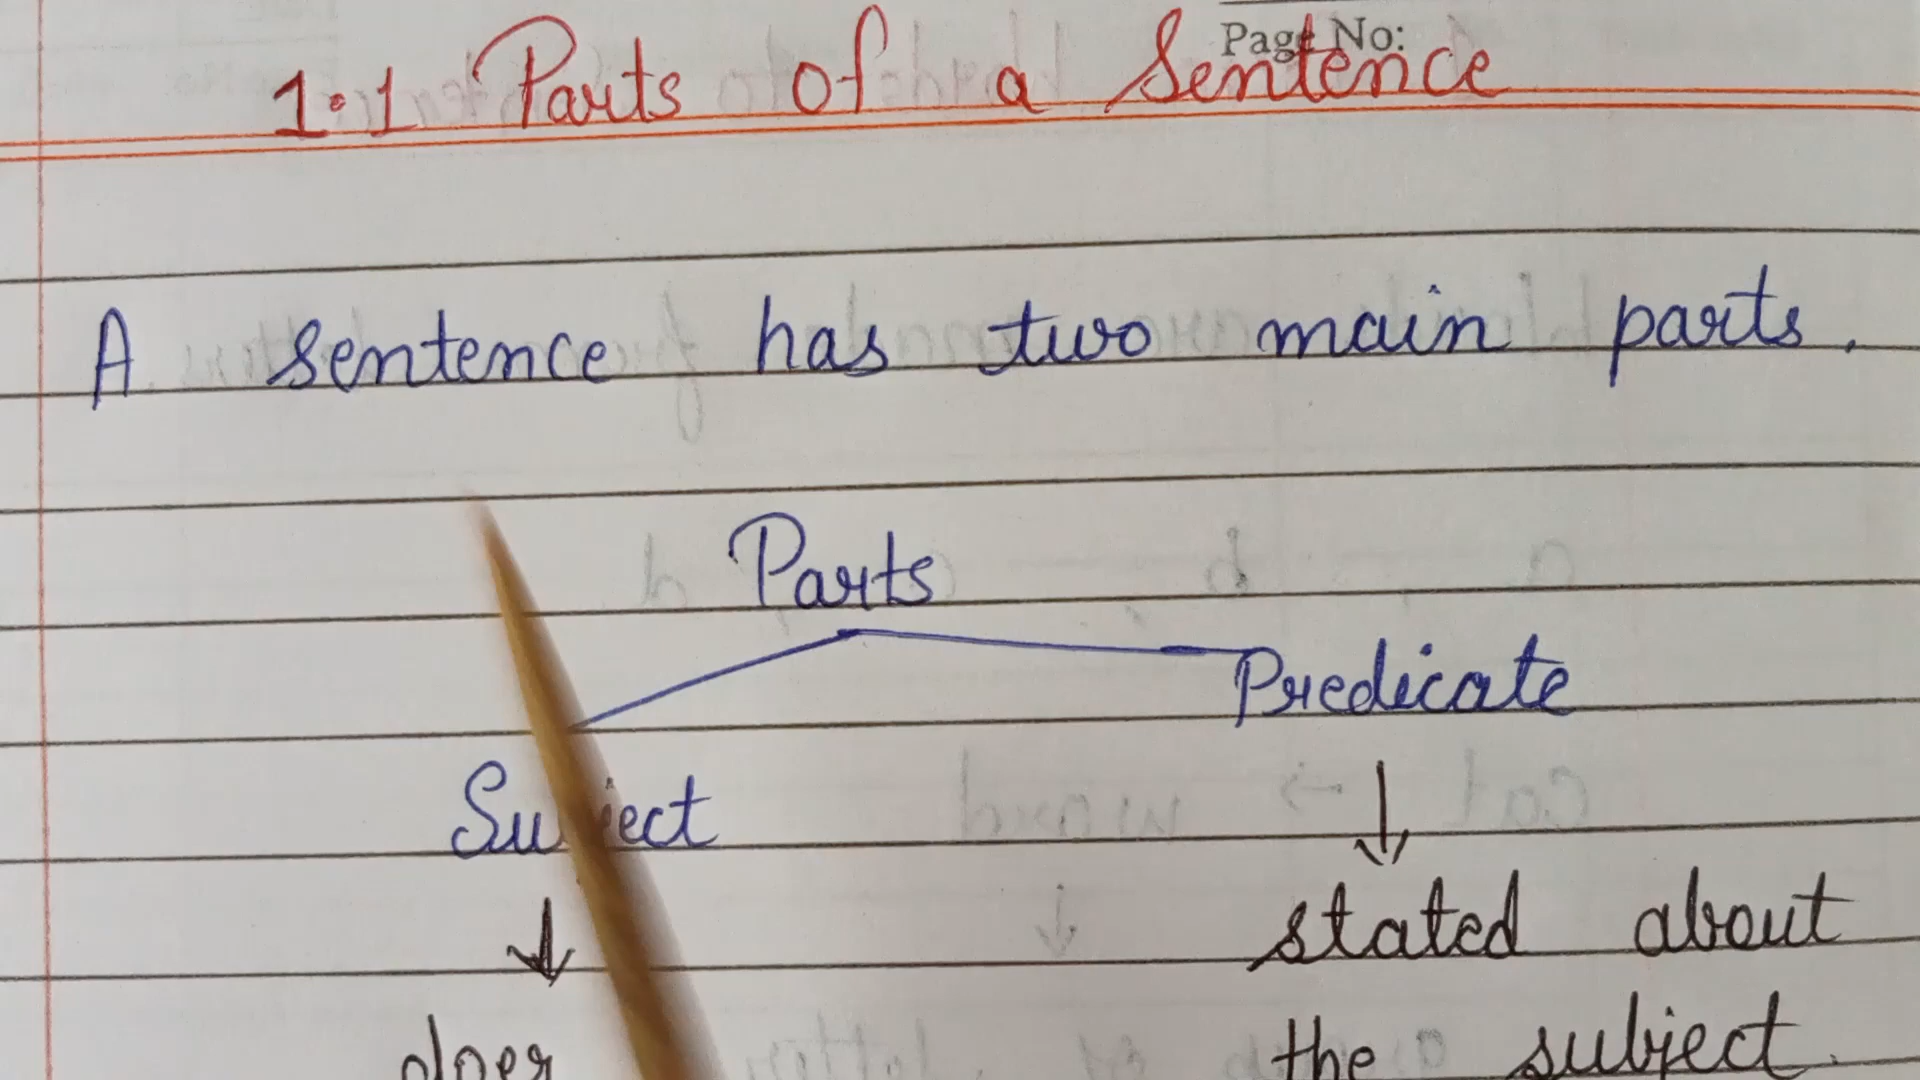 Page No:
1.1 Parts of a Sentence
A sentence has two main parts.
Parts
Predicate
Subject
stated about
doer
the subject.